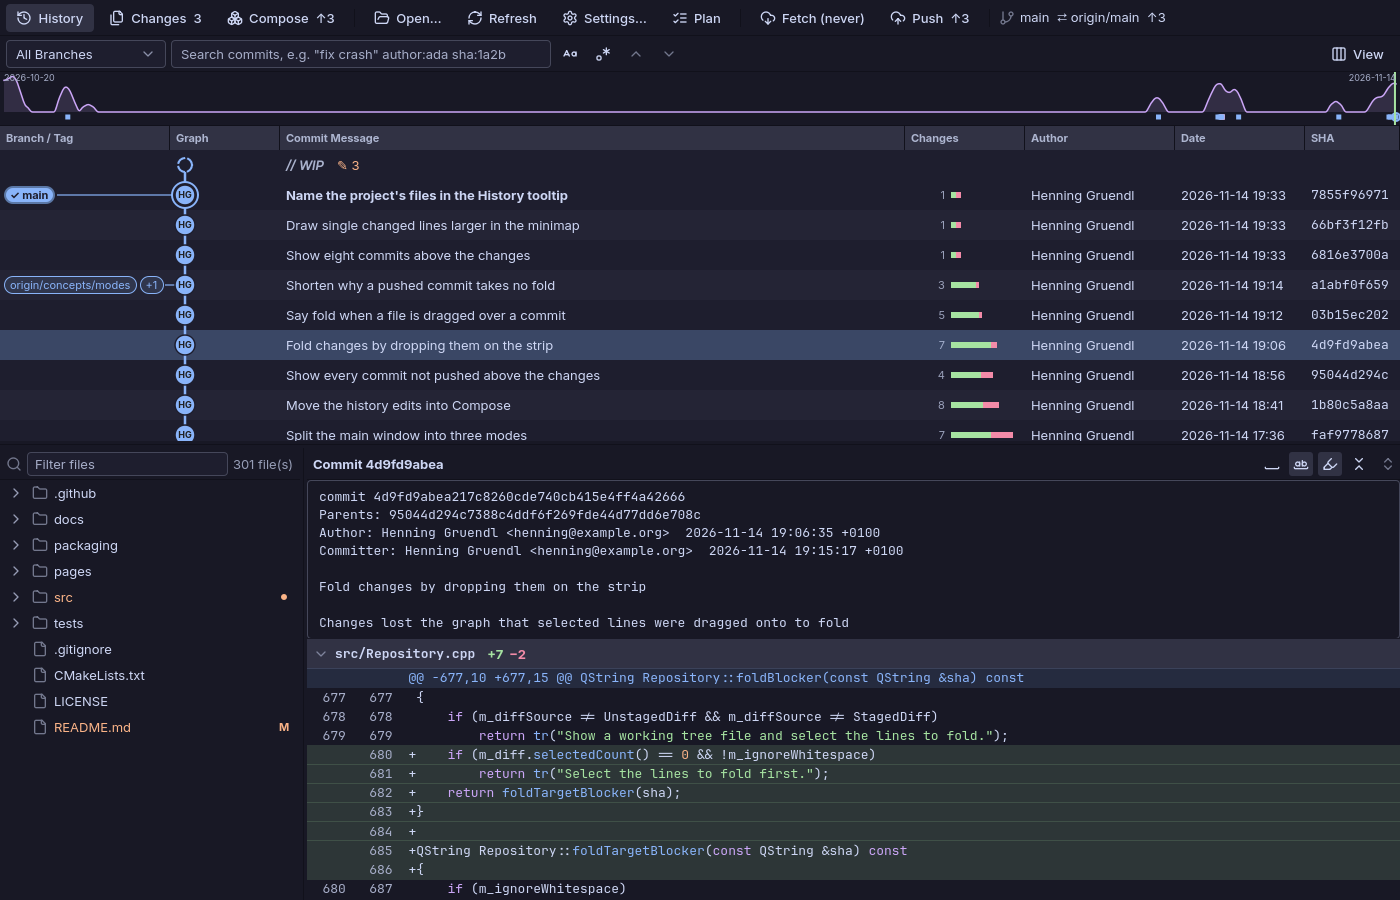 History Changes 3 Compose ↑3 Open... Refresh Settings... Plan Fetch (never) Push ↑3 main ⇄ origin/main ↑3
All Branches Search commits, e.g. "fix crash" author:ada sha:1a2b Aa .* View
2026-10-20 2026-11-14
Branch / Tag Graph Commit Message Changes Author Date SHA
// WIP ✎ 3
✓ main HG Name the project's files in the History tooltip 1 Henning Gruendl 2026-11-14 19:33 7855f96971
HG Draw single changed lines larger in the minimap 1 Henning Gruendl 2026-11-14 19:33 66bf3f12fb
HG Show eight commits above the changes 1 Henning Gruendl 2026-11-14 19:33 6816e3700a
origin/concepts/modes +1 HG Shorten why a pushed commit takes no fold 3 Henning Gruendl 2026-11-14 19:14 a1abf0f659
HG Say fold when a file is dragged over a commit 5 Henning Gruendl 2026-11-14 19:12 03b15ec202
HG Fold changes by dropping them on the strip 7 Henning Gruendl 2026-11-14 19:06 4d9fd9abea
HG Show every commit not pushed above the changes 4 Henning Gruendl 2026-11-14 18:56 95044d294c
HG Move the history edits into Compose 8 Henning Gruendl 2026-11-14 18:41 1b80c5a8aa
HG Split the main window into three modes 7 Henning Gruendl 2026-11-14 17:36 faf9778687
Filter files 301 file(s) Commit 4d9fd9abea ab
.github
docs
packaging
pages
src
tests
.gitignore
CMakeLists.txt
LICENSE
README.md M
commit 4d9fd9abea217c8260cde740cb415e4ff4a42666
Parents: 95044d294c7388c4ddf6f269fde44d77dd6e708c
Author: Henning Gruendl <henning@example.org>  2026-11-14 19:06:35 +0100
Committer: Henning Gruendl <henning@example.org>  2026-11-14 19:15:17 +0100
Fold changes by dropping them on the strip
Changes lost the graph that selected lines were dragged onto to fold
src/Repository.cpp +7 −2
@@ -677,10 +677,15 @@ QString Repository::foldBlocker(const QString &sha) const
677 677 {
678 678 if (m_diffSource != UnstagedDiff && m_diffSource != StagedDiff)
679 679 return tr("Show a working tree file and select the lines to fold.");
680 + if (m_diff.selectedCount() == 0 && !m_ignoreWhitespace)
681 + return tr("Select the lines to fold first.");
682 + return foldTargetBlocker(sha);
683 +}
684 +
685 +QString Repository::foldTargetBlocker(const QString &sha) const
686 +{
680 687 if (m_ignoreWhitespace)